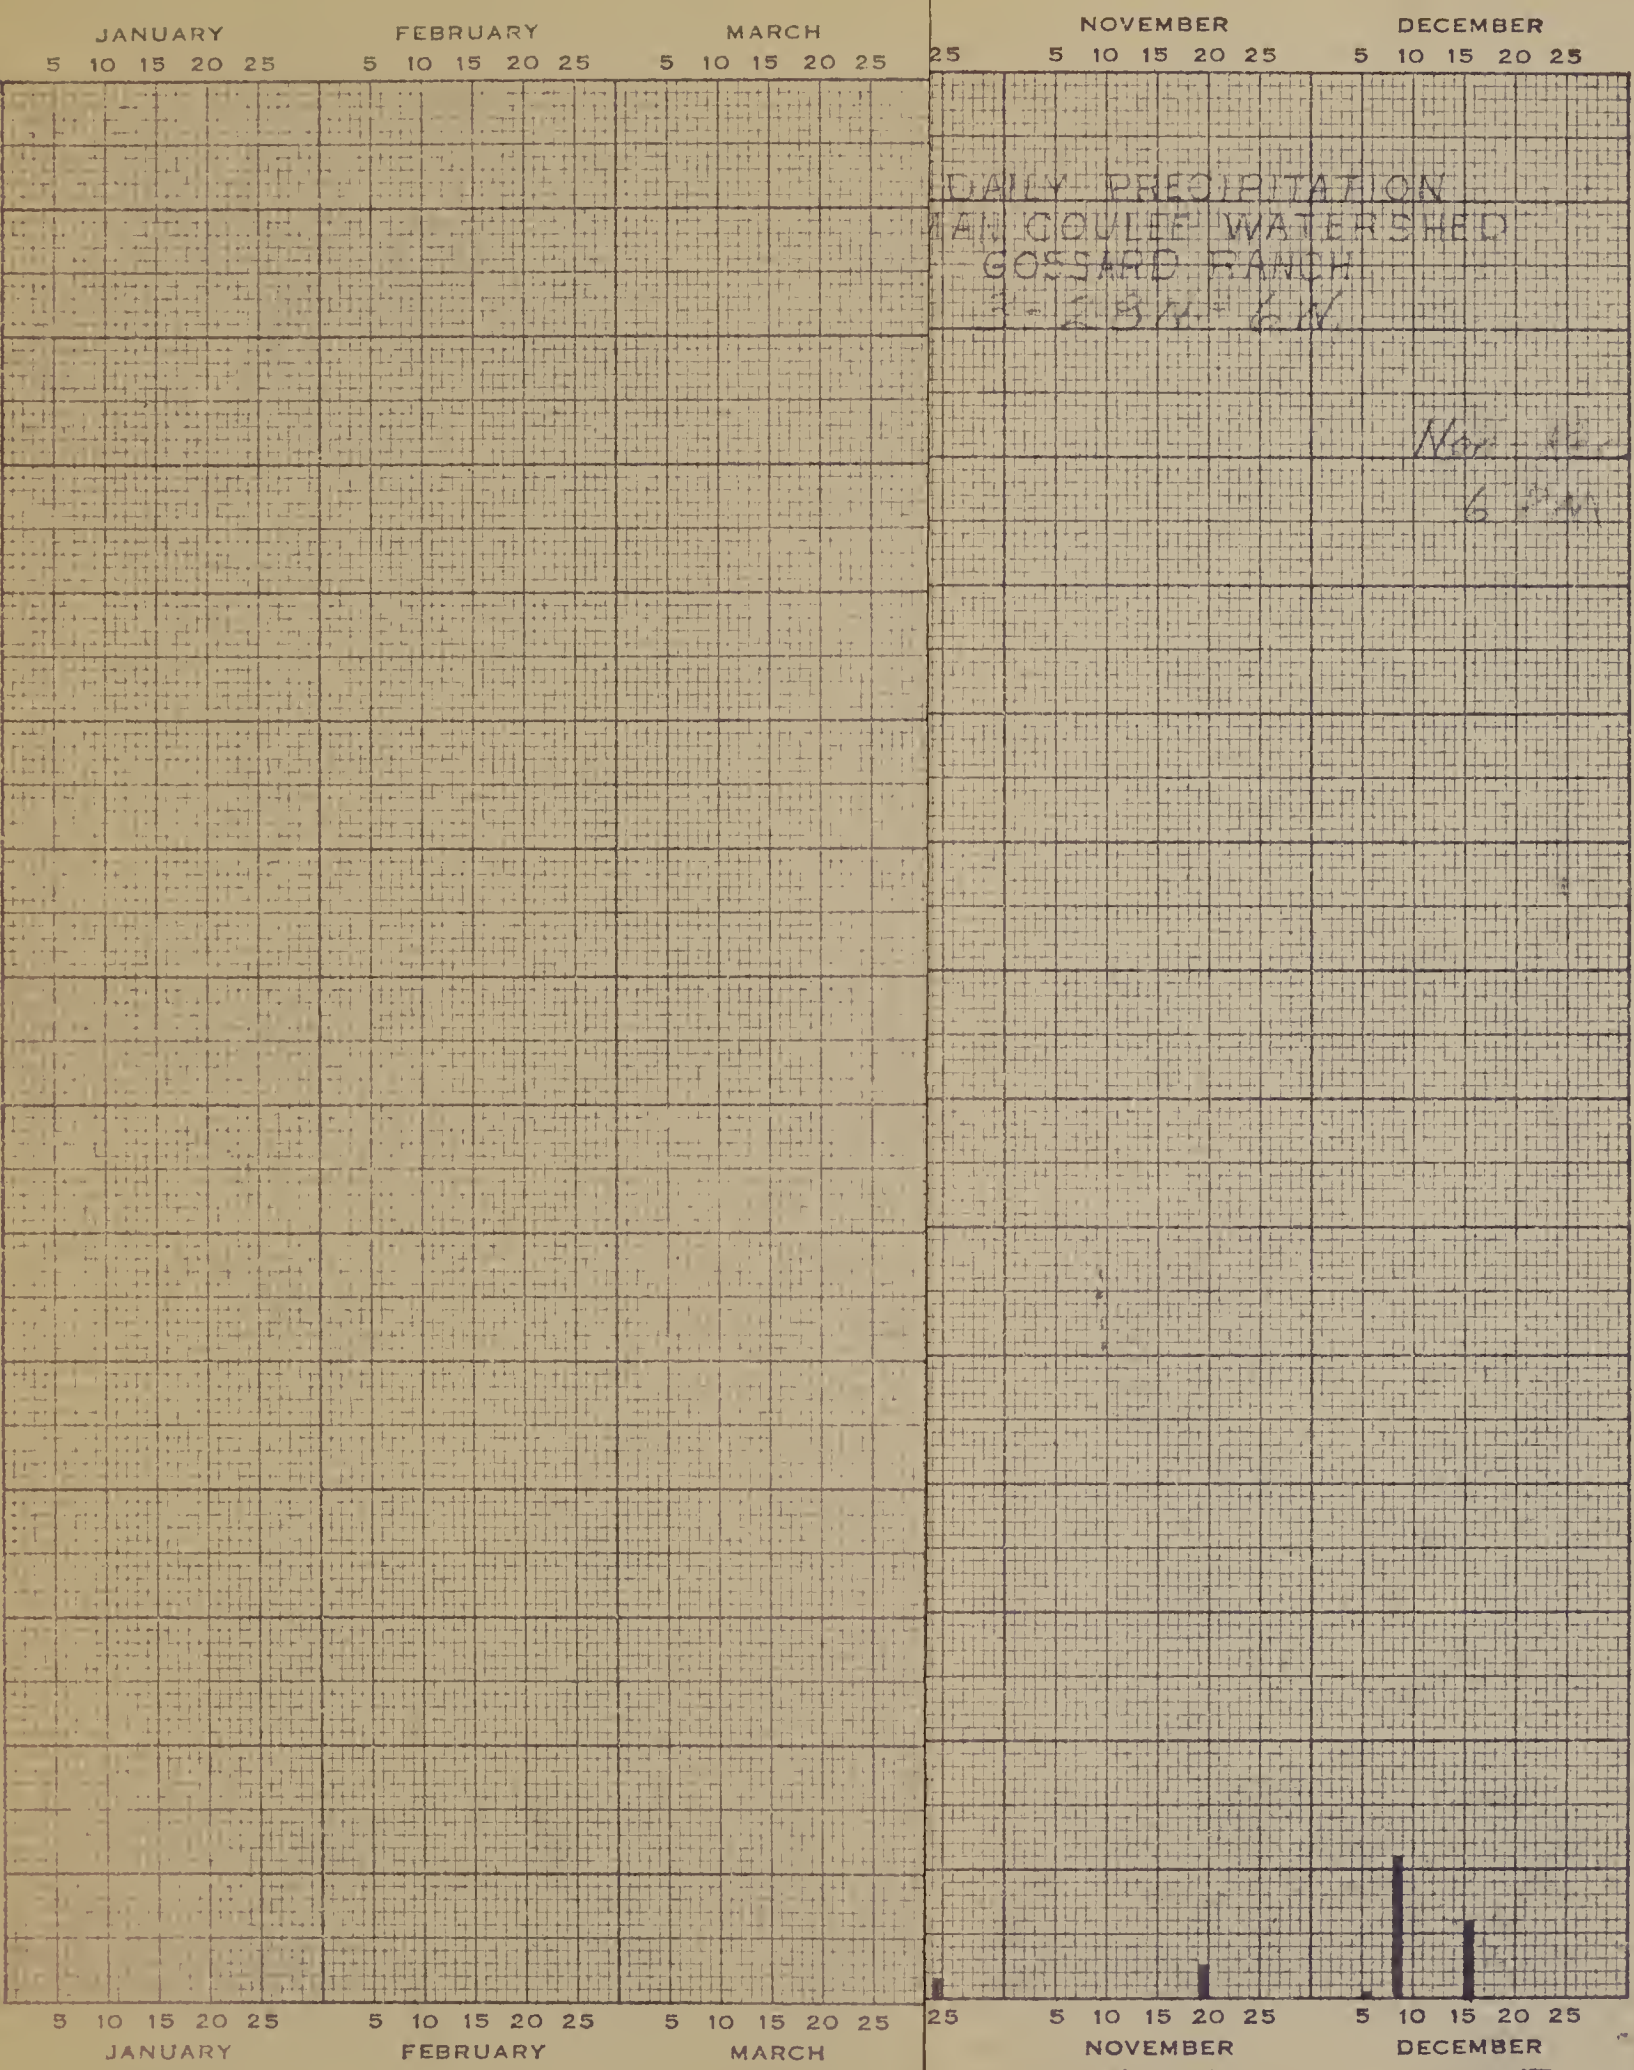 JANUARY FEBRUARY MARCH
5 10 15 20 25 5 10 15 20 25 5 10 15 20 25
NOVEMBER DECEMBER
25 5 10 15 20 25 5 10 15 20 25
DAILY PRECIPITATION
COULEE WATERSHED
GOSSARD RANCH
Nov
6 PM
5 10 15 20 25 5 10 15 20 25 5 10 15 20 25
JANUARY FEBRUARY MARCH
25 5 10 15 20 25 5 10 15 20 25
NOVEMBER DECEMBER